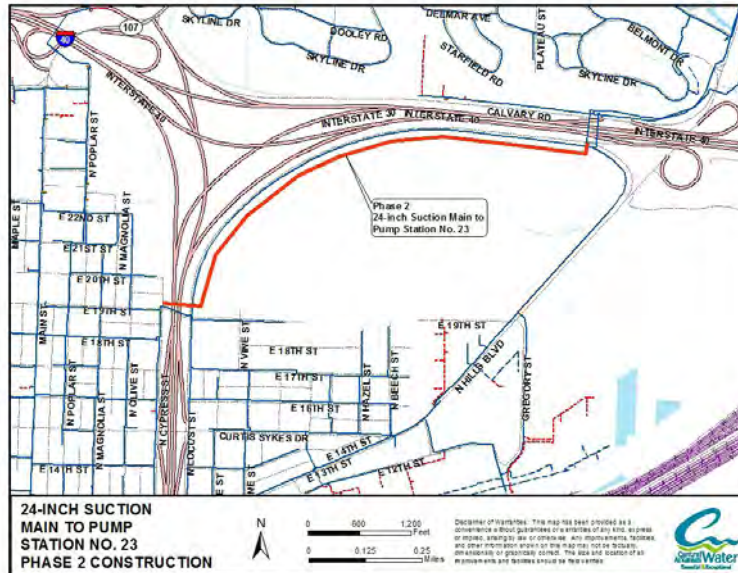 SKYLINE DR
DOOLEY RD
DELMAR AVE
PLATEAU ST
BELMONT DR
107
40
SKYLINE DR
STARFIELD RD
SKYLINE DR
INTERSTATE 40
INTERSTATE 30
INTERSTATE 40
CALVARY RD
INTERSTATE 40
N POPLAR ST
Phase 2
24-inch Suction Main to
Pump Station No. 23
MAPLE ST
E 22ND ST
N MAGNOLIA ST
E 21ST ST
E 20TH ST
MAIN ST
E 19TH ST
E 18TH ST
E 19TH ST
N VINE ST
E 18TH ST
N HILLS BLVD
GREGORY ST
N POPLAR ST
N MAGNOLIA ST
N OLIVE ST
N CYPRESS ST
N LOCUST ST
E 17TH ST
N HAZEL ST
N BEECH ST
E 16TH ST
CURTIS SYKES DR
E 14TH ST
E 14TH ST
E 13TH ST
E 12TH ST
24-INCH SUCTION
MAIN TO PUMP
STATION NO. 23
PHASE 2 CONSTRUCTION
N
0 600 1,200
Feet
0 0.125 0.25
Miles
Disclaimer of Warranties: This map has been provided as a
convenience without guarantees or warranties of any kind, express
or implied, arising by law or otherwise. Any improvements, facilities,
and other information shown on this map may not be factually,
dimensionally or graphically correct. The size and location of all
improvements and facilities should be field verified.
Central
Arkansas Water